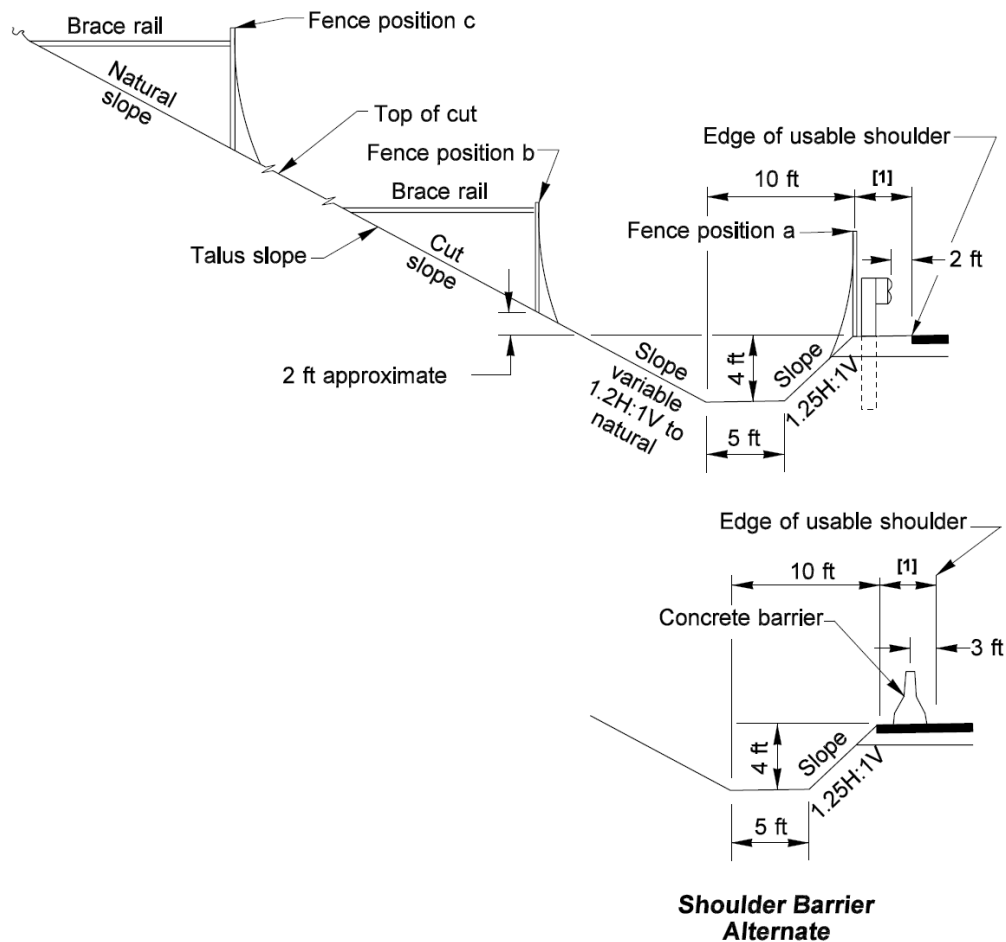 Brace rail
Fence position c
Natural
slope
Top of cut
Fence position b
Brace rail
Talus slope
Cut
slope
2 ft approximate
Edge of usable shoulder
10 ft
[1]
Fence position a
2 ft
Slope
variable
1.2H:1V to
natural
4 ft
Slope
1.25H:1V
5 ft
Edge of usable shoulder
10 ft
[1]
Concrete barrier
3 ft
4 ft
Slope
1.25H:1V
5 ft
Shoulder Barrier
Alternate